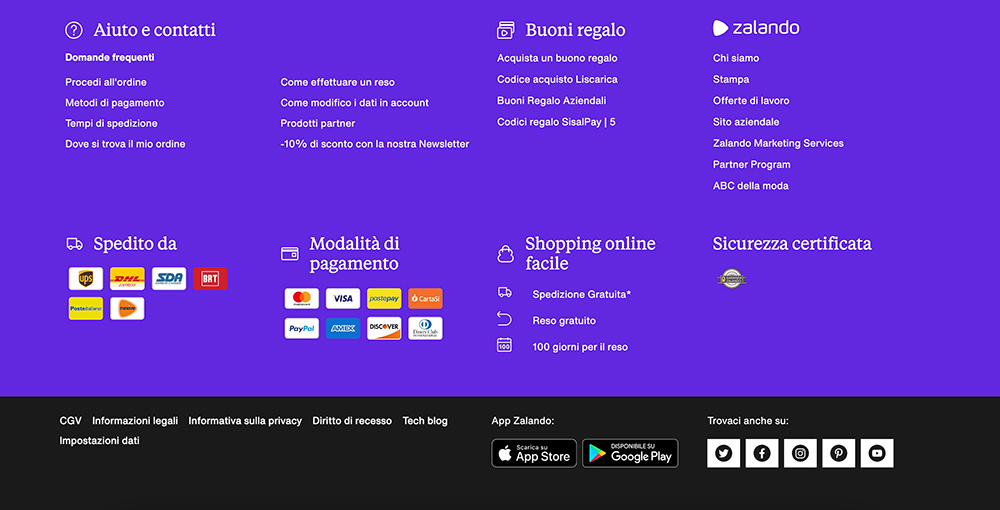 Aiuto e contatti
Domande frequenti
Procedi all'ordine
Metodi di pagamento
Tempi di spedizione
Dove si trova il mio ordine
Come effettuare un reso
Come modifico i dati in account
Prodotti partner
-10% di sconto con la nostra Newsletter
Buoni regalo
Acquista un buono regalo
Codice acquisto Liscarica
Buoni Regalo Aziendali
Codici regalo SisalPay | 5
zalando
Chi siamo
Stampa
Offerte di lavoro
Sito aziendale
Zalando Marketing Services
Partner Program
ABC della moda
Spedito da
ups
DHL
EXPRESS
SDA
BRT
Posteitaliane
nexive
Modalità di
pagamento
mastercard
VISA
postepay
CartaSi
PayPal
AMEX
DISCOVER
Diners Club
INTERNATIONAL
Shopping online
facile
Spedizione Gratuita*
Reso gratuito
100
100 giorni per il reso
Sicurezza certificata
CGV
Informazioni legali
Informativa sulla privacy
Diritto di recesso
Tech blog
Impostazioni dati
App Zalando:
Scarica su
App Store
DISPONIBILE SU
Google Play
Trovaci anche su: